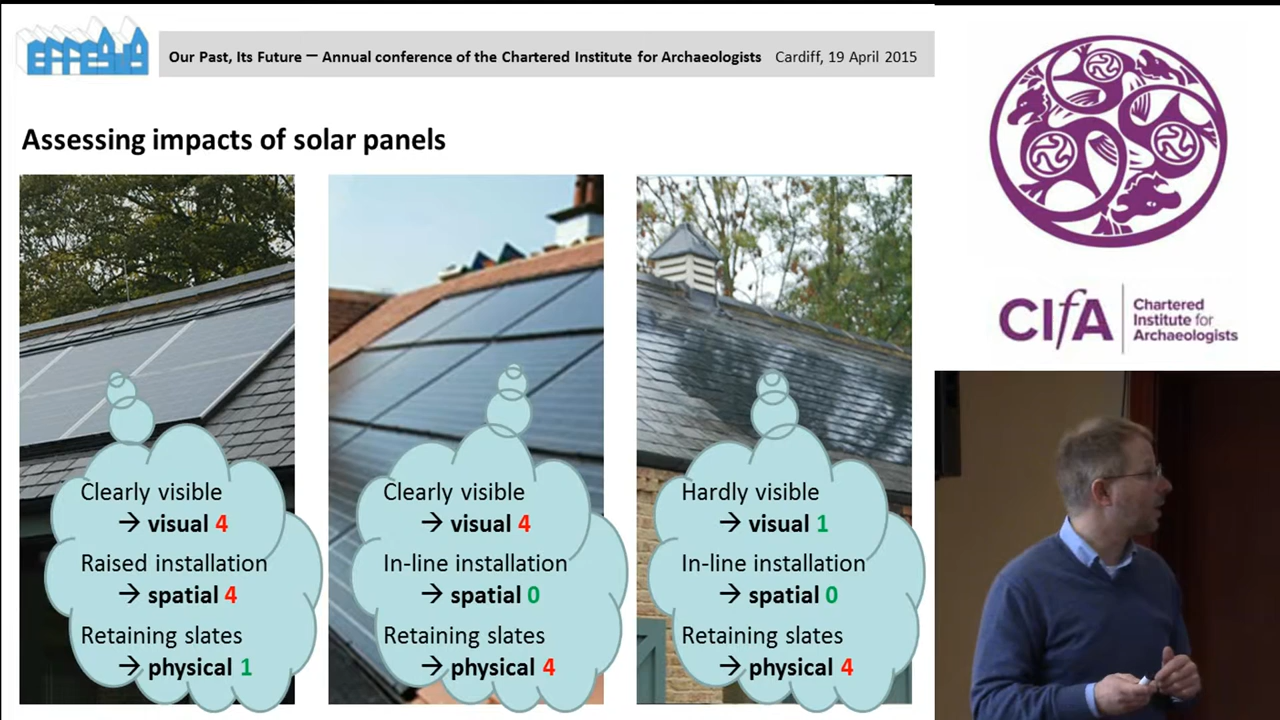 EFFESUS
Our Past, Its Future — Annual conference of the Chartered Institute for Archaeologists Cardiff, 19 April 2015
Assessing impacts of solar panels
Clearly visible
→ visual 4
Raised installation
→ spatial 4
Retaining slates
→ physical 1
Clearly visible
→ visual 4
In-line installation
→ spatial 0
Retaining slates
→ physical 4
Hardly visible
→ visual 1
In-line installation
→ spatial 0
Retaining slates
→ physical 4
CIfA
Chartered
Institute for
Archaeologists